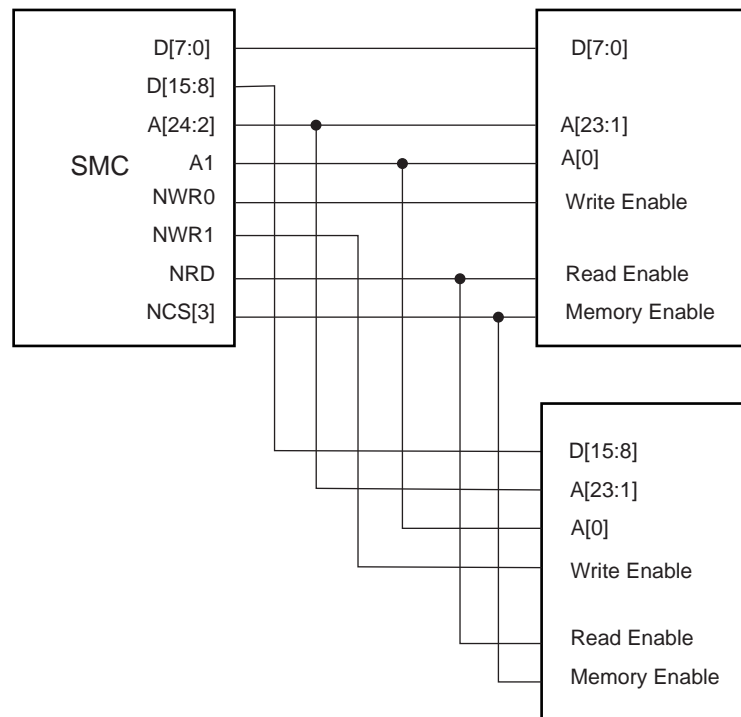 D[7:0]
D[15:8]
A[24:2]
SMC A1
NWR0
NWR1
NRD
NCS[3]
D[7:0]
A[23:1]
A[0]
Write Enable
Read Enable
Memory Enable
D[15:8]
A[23:1]
A[0]
Write Enable
Read Enable
Memory Enable